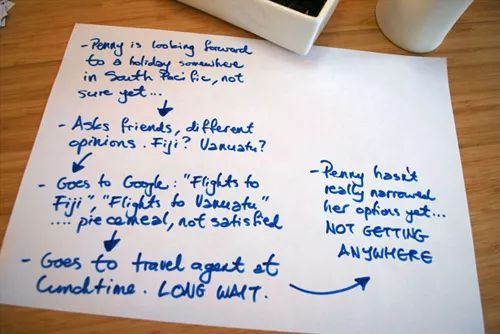 - Penny is looking forward
to a holiday somewhere
in South Pacific, not
sure yet...
- Asks friends, different
opinions. Fiji? Vanuatu?
- Goes to Google: "Flights to
Fiji", "Flights to Vanuatu"
.... piecemeal, not satisfied
- Goes to travel agent at
lunchtime. LONG WAIT.
- Penny hasn't
really narrowed
her options yet...
NOT GETTING
ANYWHERE